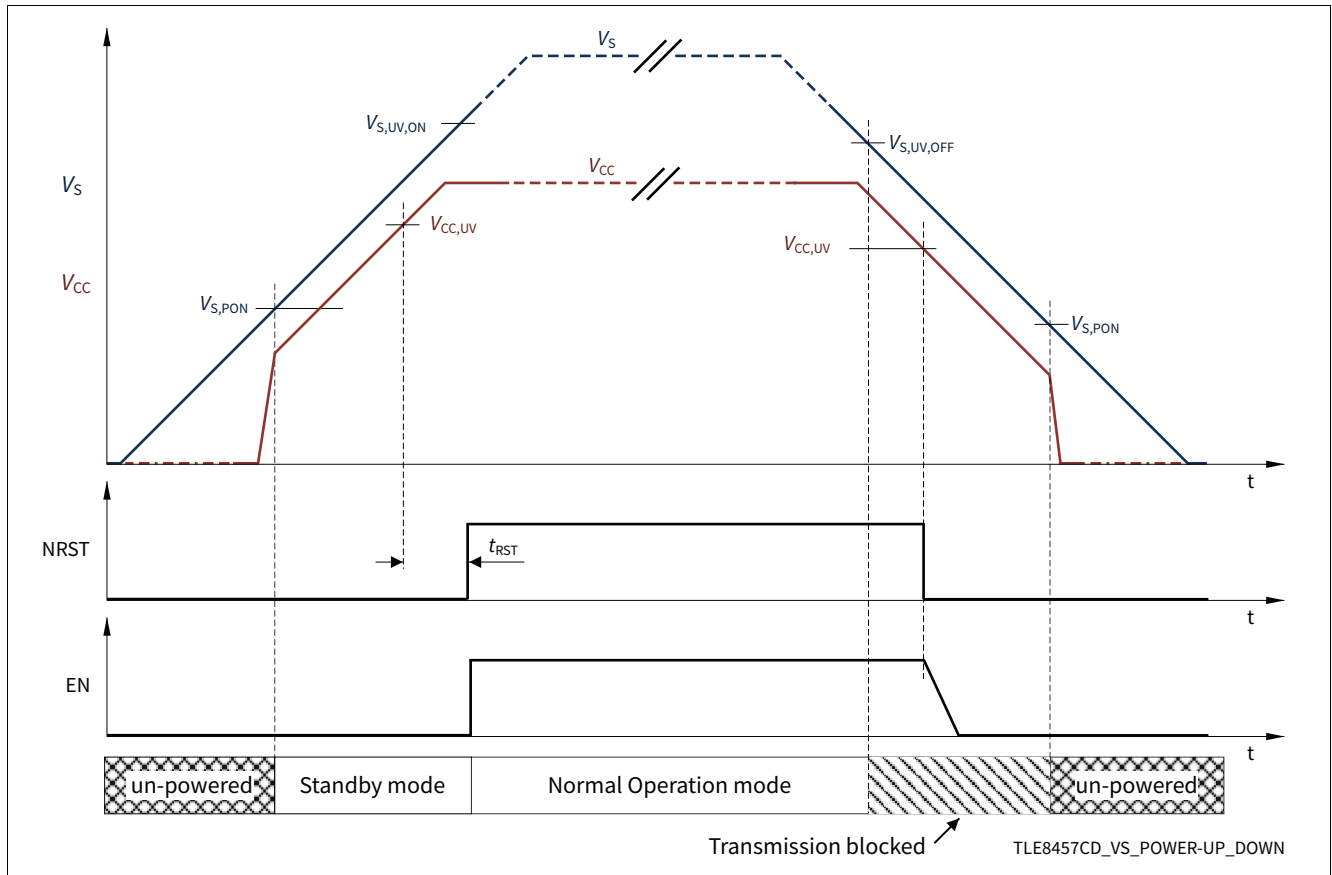 VS
VS,UV,ON
VS,UV,OFF
VS
VCC
VCC,UV
VCC,UV
VCC
VS,PON
VS,PON
t
NRST
tRST
t
EN
t
un-powered
Standby mode
Normal Operation mode
un-powered
Transmission blocked
TLE8457CD_VS_POWER-UP_DOWN